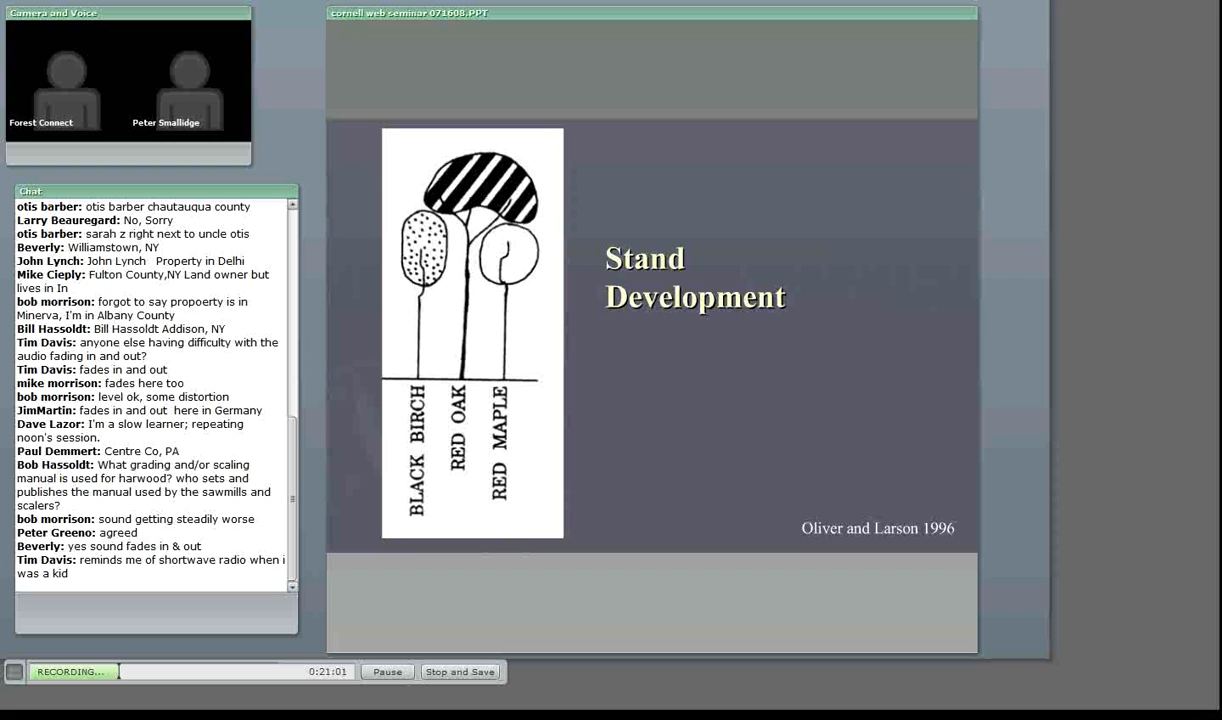 Camera and Voice
Forest Connect
Peter Smallidge
Chat
otis barber: otis barber chautauqua county
Larry Beauregard: No, Sorry
otis barber: sarah z right next to uncle otis
Beverly: Williamstown, NY
John Lynch: John Lynch   Property in Delhi
Mike Cieply: Fulton County,NY Land owner but
lives in In
bob morrison: forgot to say propoerty is in
Minerva, I'm in Albany County
Bill Hassoldt: Bill Hassoldt Addison, NY
Tim Davis: anyone else having difficulty with the
audio fading in and out?
Tim Davis: fades in and out
mike morrison: fades here too
bob morrison: level ok, some distortion
JimMartin: fades in and out  here in Germany
Dave Lazor: I'm a slow learner; repeating
noon's session.
Paul Demmert: Centre Co, PA
Bob Hassoldt: What grading and/or scaling
manual is used for harwood? who sets and
publishes the manual used by the sawmills and
scalers?
bob morrison: sound getting steadily worse
Peter Greeno: agreed
Beverly: yes sound fades in & out
Tim Davis: reminds me of shortwave radio when i
was a kid
RECORDING...
0:21:01
Pause
Stop and Save
cornell web seminar 071608.PPT
BLACK BIRCH
RED OAK
RED MAPLE
Stand
Development
Oliver and Larson 1996